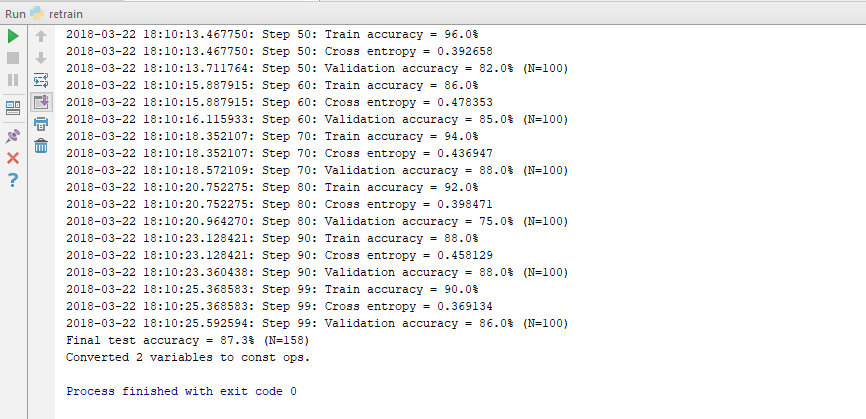 Run retrain
2018-03-22 18:10:13.467750: Step 50: Train accuracy = 96.0%
2018-03-22 18:10:13.467750: Step 50: Cross entropy = 0.392658
2018-03-22 18:10:13.711764: Step 50: Validation accuracy = 82.0% (N=100)
2018-03-22 18:10:15.887915: Step 60: Train accuracy = 86.0%
2018-03-22 18:10:15.887915: Step 60: Cross entropy = 0.478353
2018-03-22 18:10:16.115933: Step 60: Validation accuracy = 85.0% (N=100)
2018-03-22 18:10:18.352107: Step 70: Train accuracy = 94.0%
2018-03-22 18:10:18.352107: Step 70: Cross entropy = 0.436947
2018-03-22 18:10:18.572109: Step 70: Validation accuracy = 88.0% (N=100)
2018-03-22 18:10:20.752275: Step 80: Train accuracy = 92.0%
2018-03-22 18:10:20.752275: Step 80: Cross entropy = 0.398471
2018-03-22 18:10:20.964270: Step 80: Validation accuracy = 75.0% (N=100)
2018-03-22 18:10:23.128421: Step 90: Train accuracy = 88.0%
2018-03-22 18:10:23.128421: Step 90: Cross entropy = 0.458129
2018-03-22 18:10:23.360438: Step 90: Validation accuracy = 88.0% (N=100)
2018-03-22 18:10:25.368583: Step 99: Train accuracy = 90.0%
2018-03-22 18:10:25.368583: Step 99: Cross entropy = 0.369134
2018-03-22 18:10:25.592594: Step 99: Validation accuracy = 86.0% (N=100)
Final test accuracy = 87.3% (N=158)
Converted 2 variables to const ops.
Process finished with exit code 0